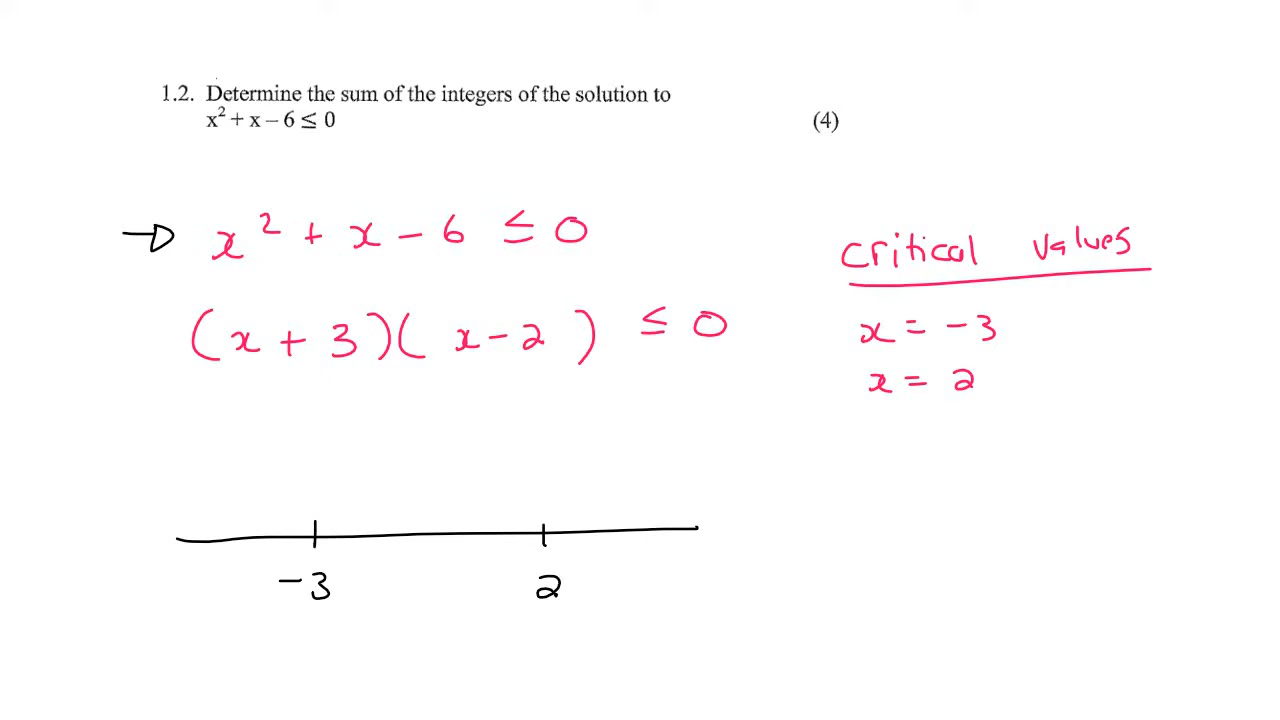 1.2. Determine the sum of the integers of the solution to
x² + x – 6 ≤ 0
(4)
→ x² + x – 6 ≤ 0
(x + 3)(x – 2) ≤ 0
critical values
x = -3
x = 2
-3 2